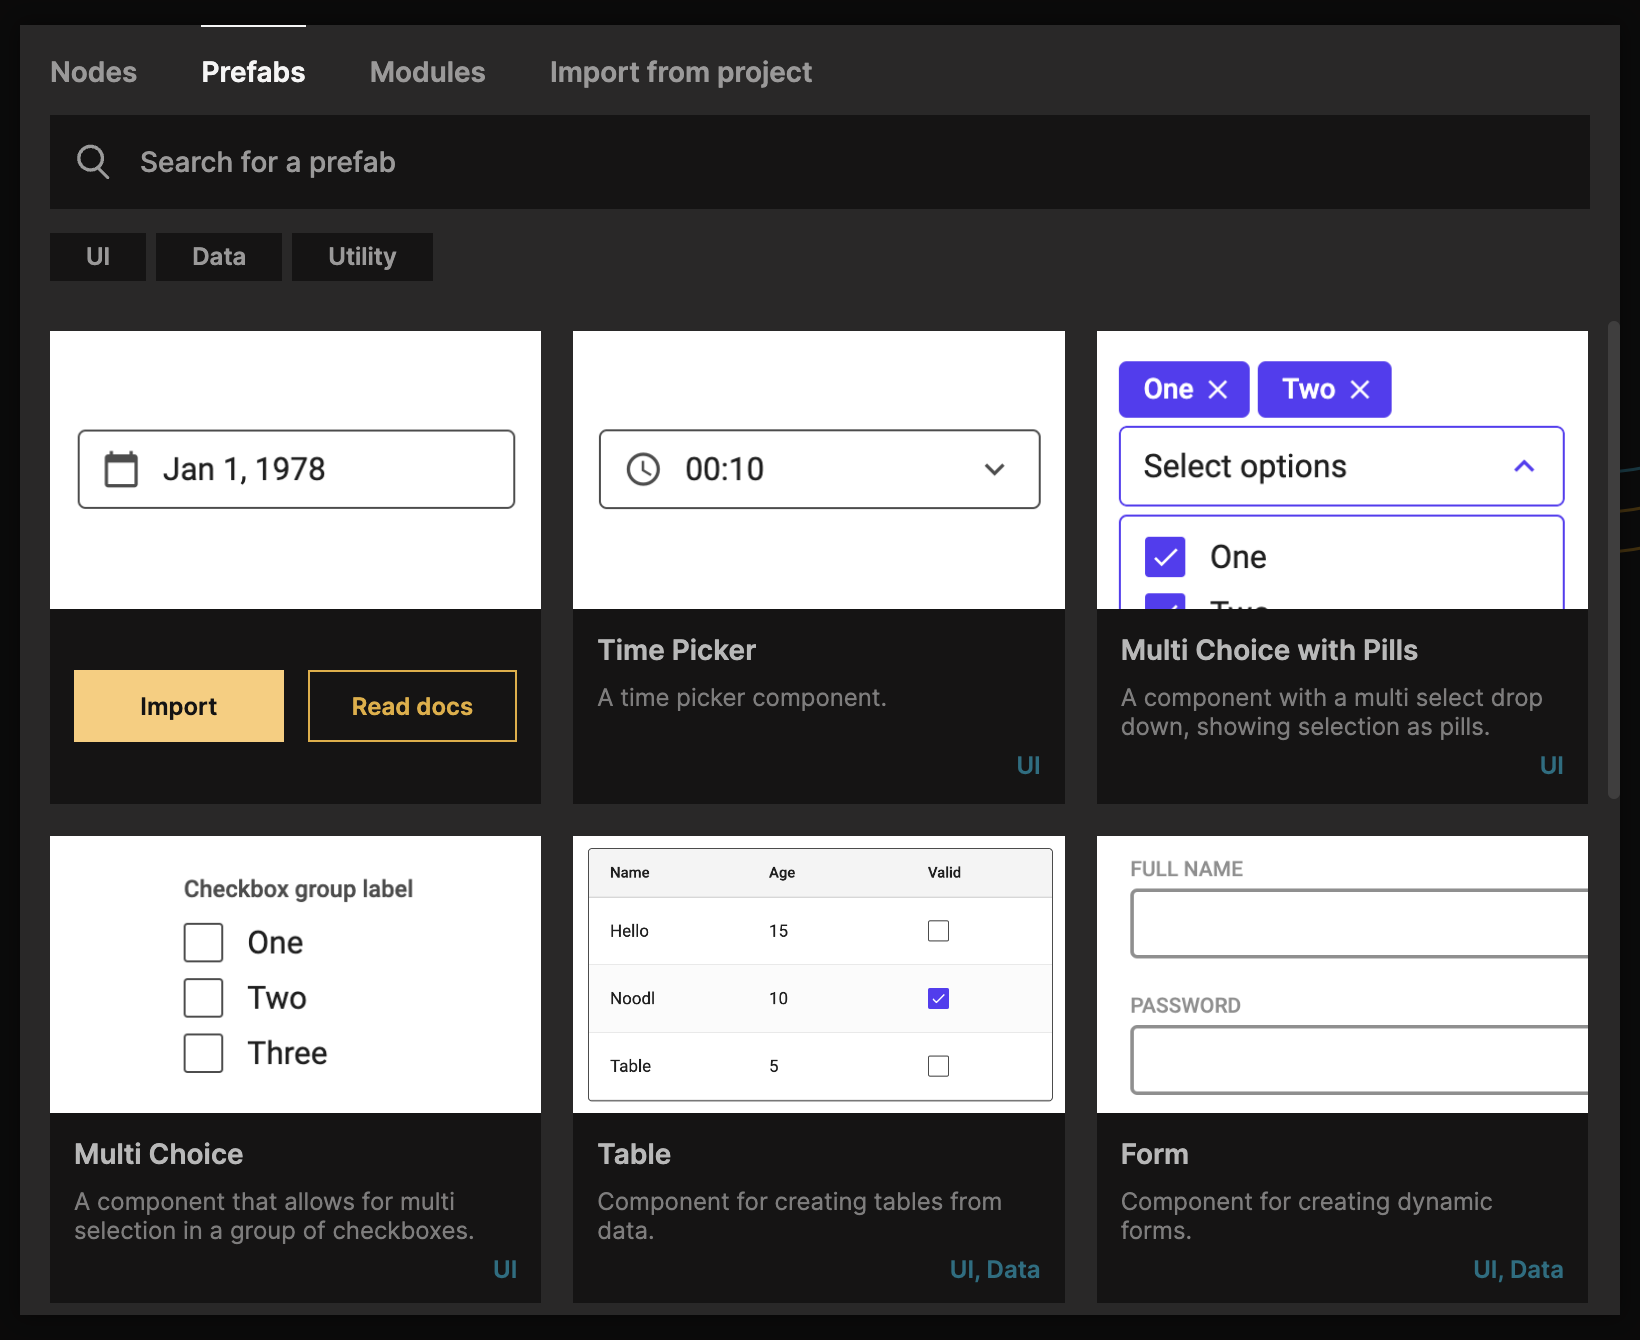 Nodes Prefabs Modules Import from project
Search for a prefab
UI Data Utility
Jan 1, 1978
Import Read docs
00:10
Time Picker
A time picker component.
UI
One Two
Select options
One
Two
Multi Choice with Pills
A component with a multi select drop
down, showing selection as pills.
UI
Checkbox group label
One
Two
Three
Multi Choice
A component that allows for multi
selection in a group of checkboxes.
UI
Name Age Valid
Hello 15
Noodl 10
Table 5
Table
Component for creating tables from
data.
UI, Data
FULL NAME
PASSWORD
Form
Component for creating dynamic
forms.
UI, Data